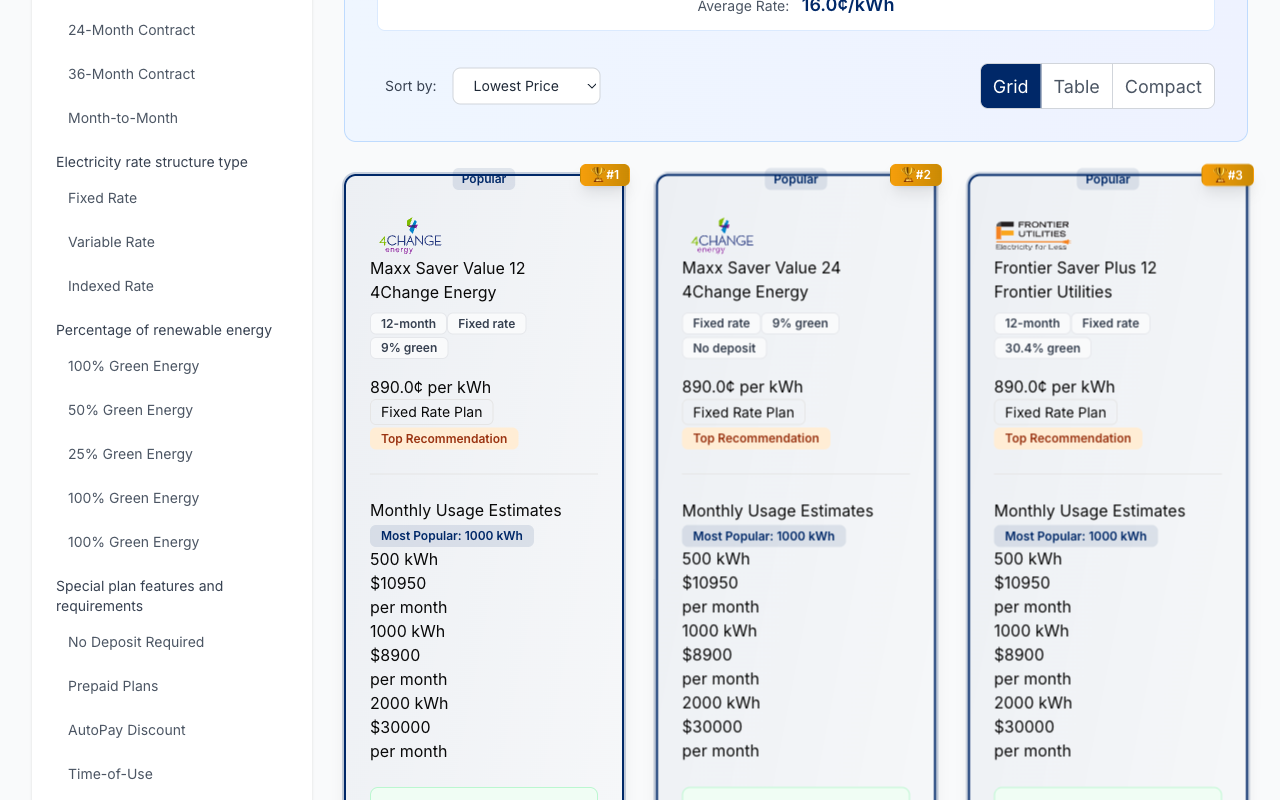 24-Month Contract
36-Month Contract
Month-to-Month
Electricity rate structure type
Fixed Rate
Variable Rate
Indexed Rate
Percentage of renewable energy
100% Green Energy
50% Green Energy
25% Green Energy
100% Green Energy
100% Green Energy
Special plan features and
requirements
No Deposit Required
Prepaid Plans
AutoPay Discount
Time-of-Use
Average Rate: 16.0¢/kWh
Sort by: Lowest Price
Grid Table Compact
Popular
#1
4CHANGE
energy
Maxx Saver Value 12
4Change Energy
12-month Fixed rate
9% green
890.0¢ per kWh
Fixed Rate Plan
Top Recommendation
Monthly Usage Estimates
Most Popular: 1000 kWh
500 kWh
$10950
per month
1000 kWh
$8900
per month
2000 kWh
$30000
per month
Popular
#2
4CHANGE
energy
Maxx Saver Value 24
4Change Energy
Fixed rate 9% green
No deposit
890.0¢ per kWh
Fixed Rate Plan
Top Recommendation
Monthly Usage Estimates
Most Popular: 1000 kWh
500 kWh
$10950
per month
1000 kWh
$8900
per month
2000 kWh
$30000
per month
Popular
#3
FRONTIER
UTILITIES
Electricity for Less
Frontier Saver Plus 12
Frontier Utilities
12-month Fixed rate
30.4% green
890.0¢ per kWh
Fixed Rate Plan
Top Recommendation
Monthly Usage Estimates
Most Popular: 1000 kWh
500 kWh
$10950
per month
1000 kWh
$8900
per month
2000 kWh
$30000
per month